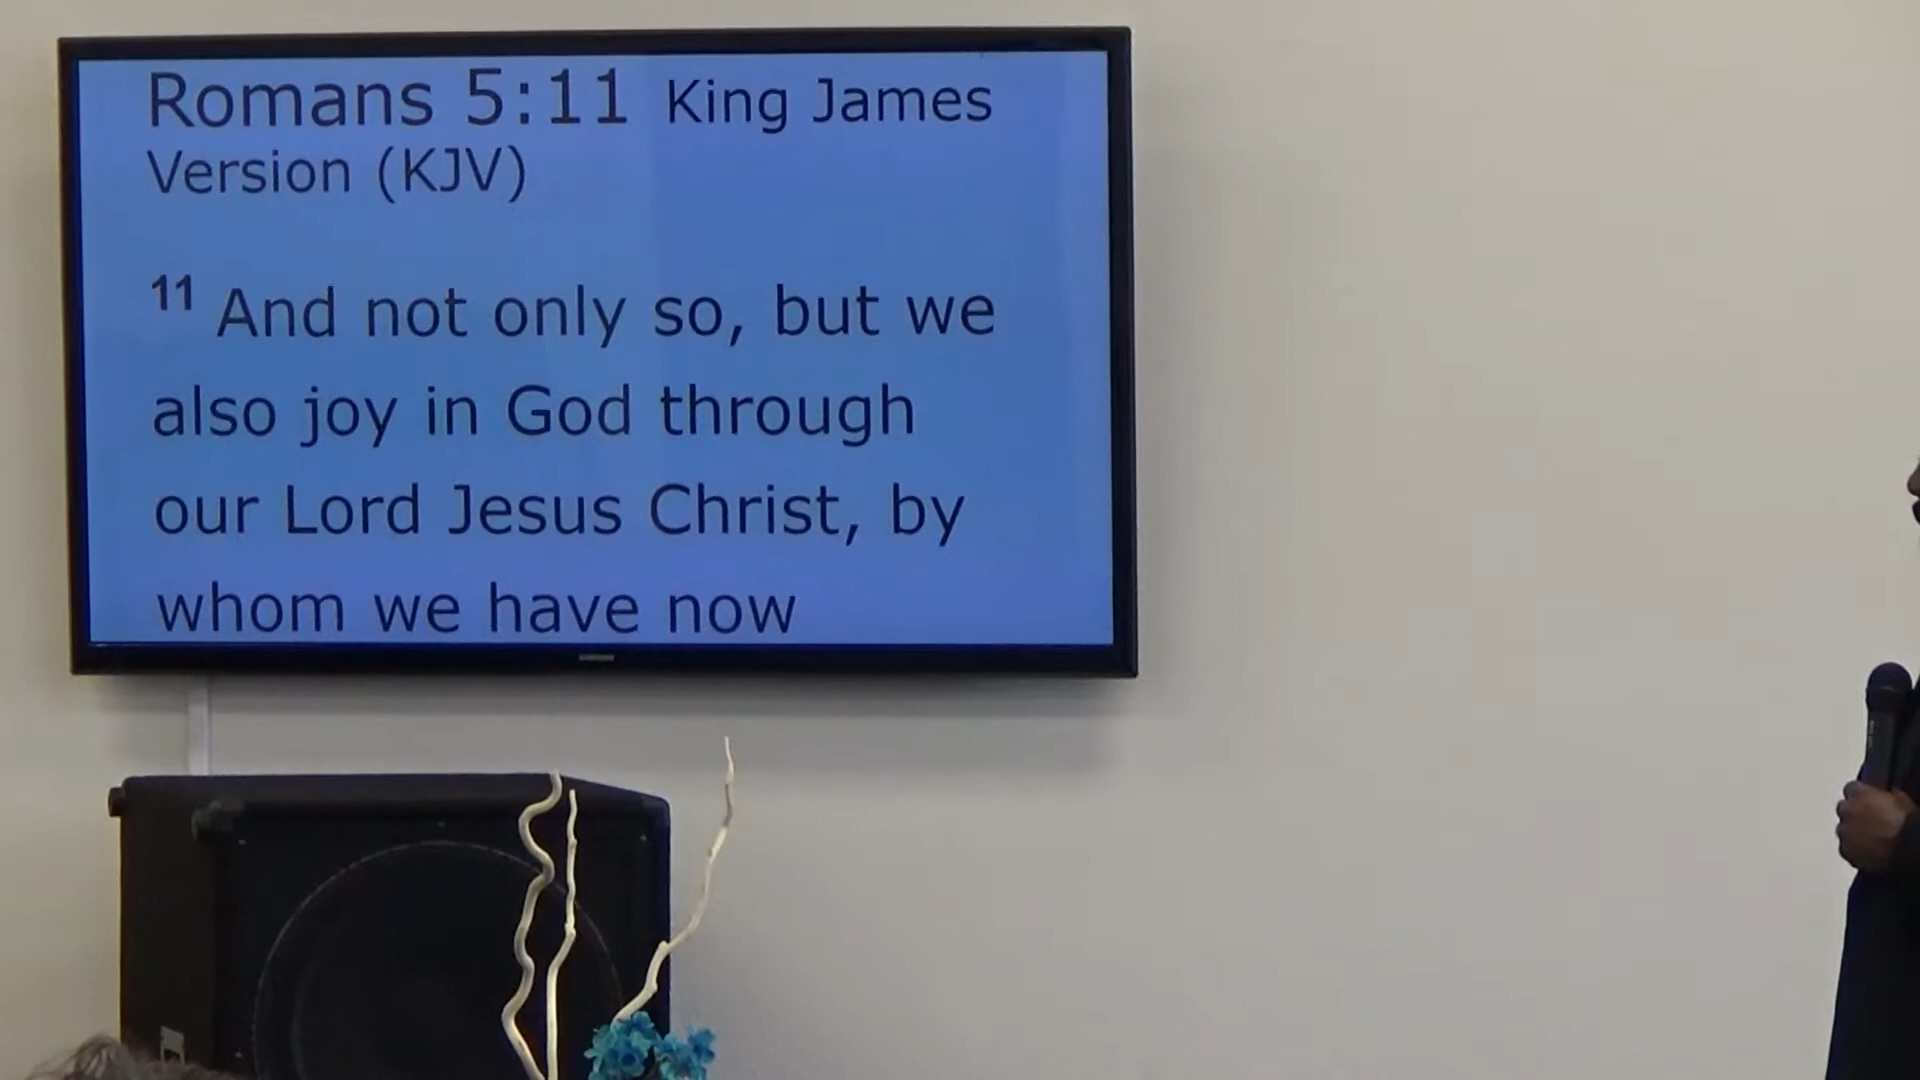 Romans 5:11 King James
Version (KJV)
11 And not only so, but we
also joy in God through
our Lord Jesus Christ, by
whom we have now